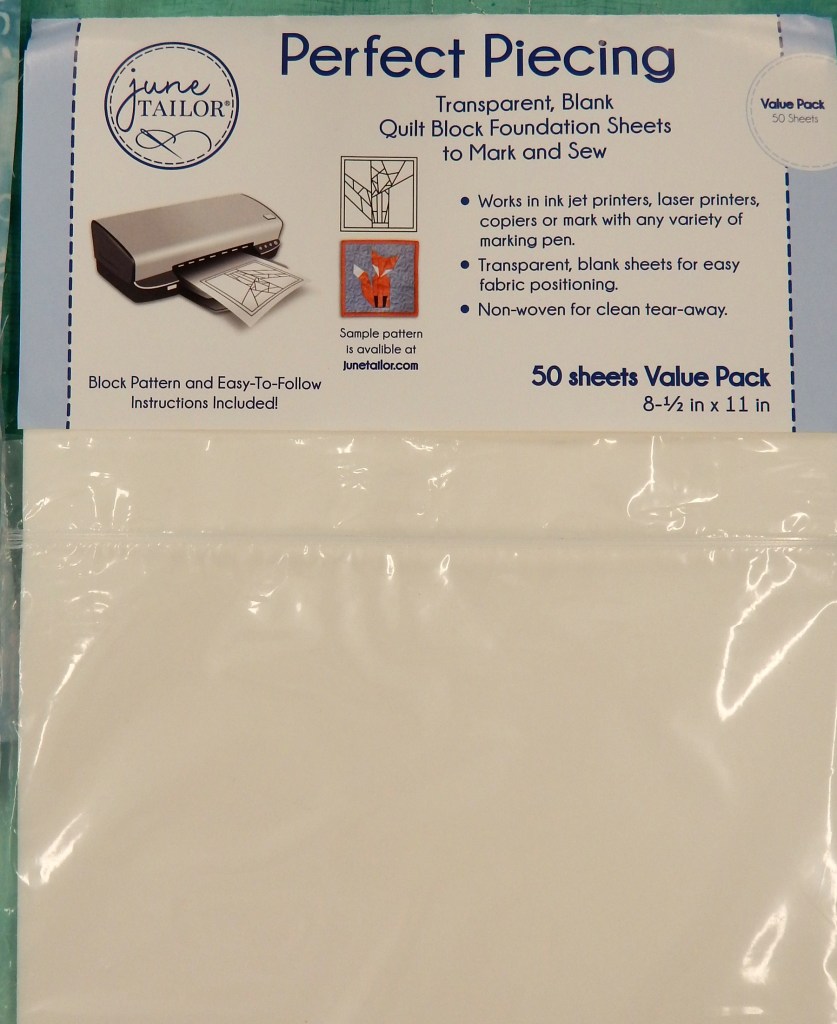 june
TAILOR®
Perfect Piecing
Transparent, Blank
Quilt Block Foundation Sheets
to Mark and Sew
Value Pack
50 Sheets
• Works in ink jet printers, laser printers,
copiers or mark with any variety of
marking pen.
• Transparent, blank sheets for easy
fabric positioning.
• Non-woven for clean tear-away.
Sample pattern
is avalible at
junetailor.com
Block Pattern and Easy-To-Follow
Instructions Included!
50 sheets Value Pack
8-½ in x 11 in